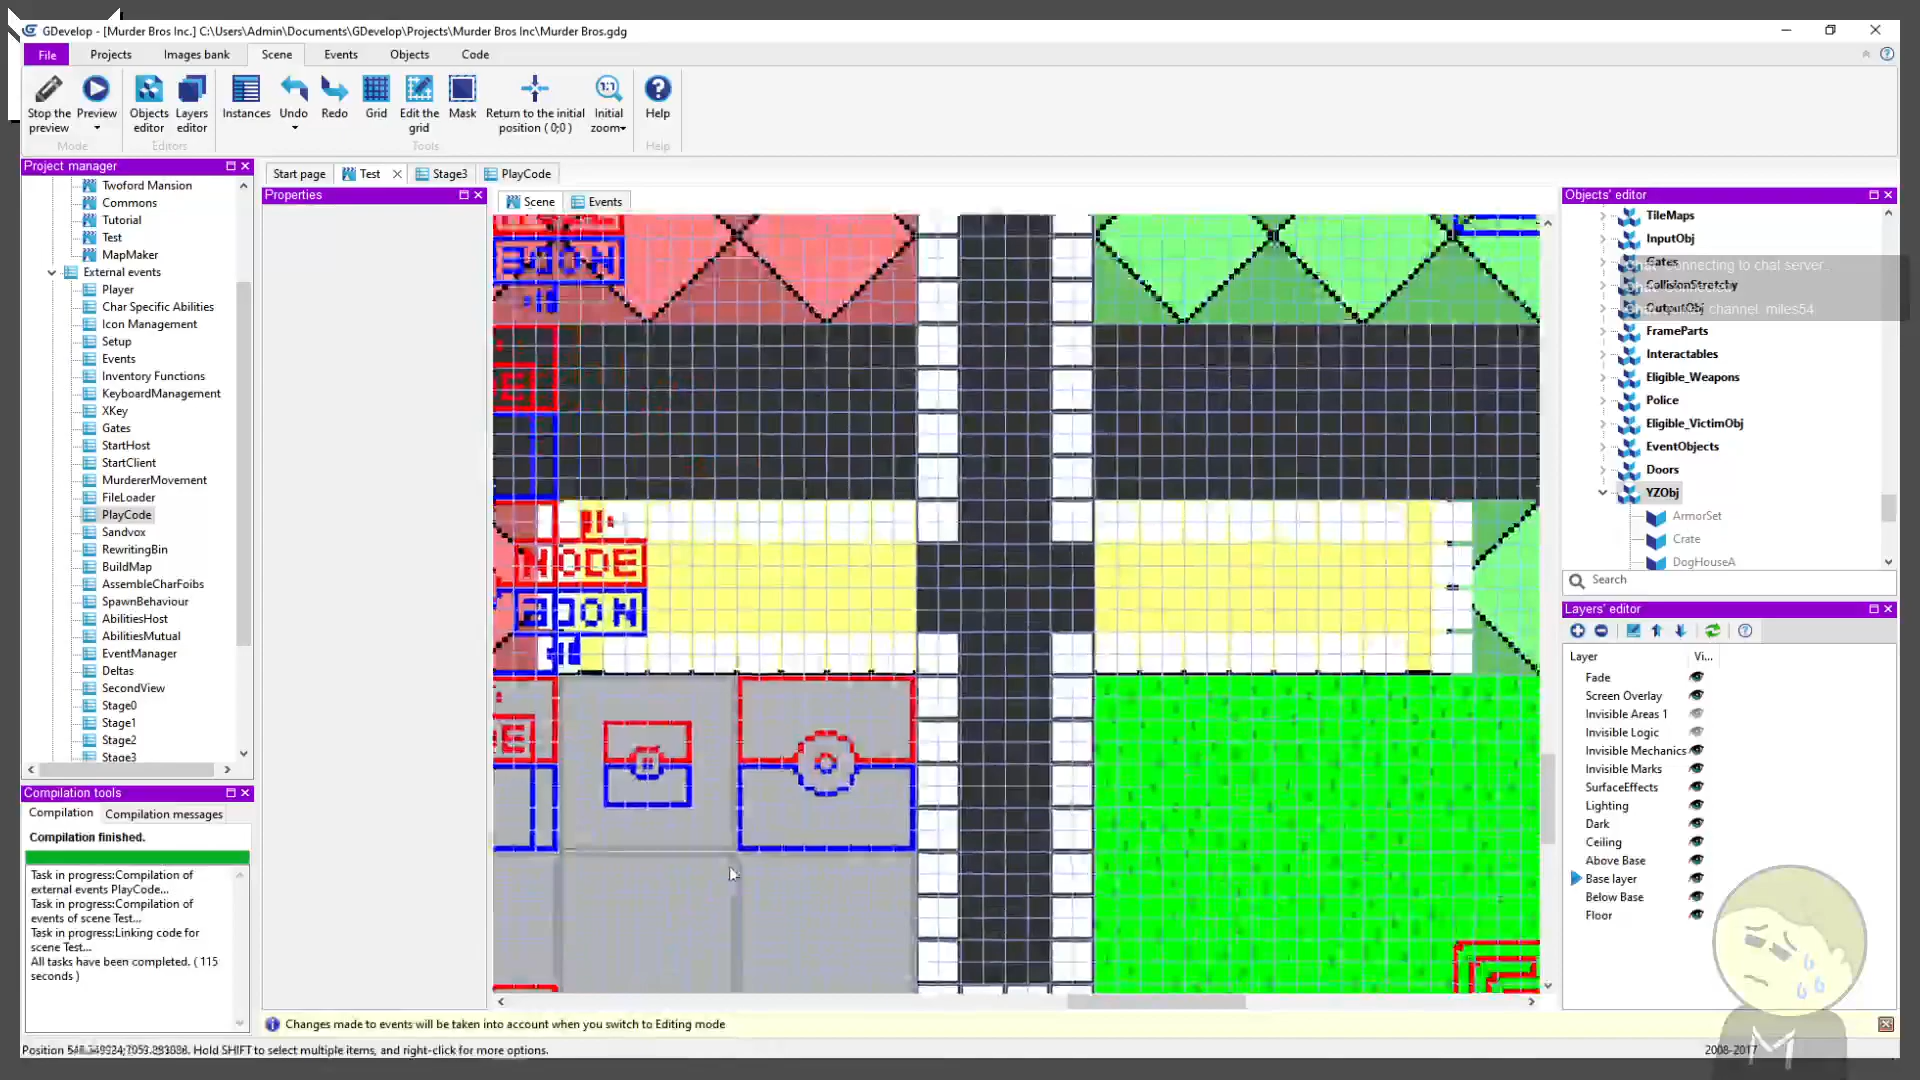 GDevelop - [Murder Bros Inc.] C:\Users\Admin\Documents\GDevelop\Projects\Murder Bros Inc\Murder Bros.gdg
File
Projects
Images bank
Scene
Events
Objects
Code
Stop the preview
Preview
Objects editor
Layers editor
Instances
Undo
Redo
Grid
Edit the grid
Mask
Return to the initial position ( 0;0 )
1:1
Initial zoom
Help
Mode
Editors
Tools
Help
Project manager
Twoford Mansion
Commons
Tutorial
Test
MapMaker
External events
Player
Char Specific Abilities
Icon Management
Setup
Events
Inventory Functions
KeyboardManagement
XKey
Gates
StartHost
StartClient
MurdererMovement
FileLoader
PlayCode
Sandvox
RewritingBin
BuildMap
AssembleCharFoibs
SpawnBehaviour
AbilitiesHost
AbilitiesMutual
EventManager
Deltas
SecondView
Stage0
Stage1
Stage2
Stage3
Compilation tools
Compilation
Compilation messages
Compilation finished.
Task in progress:Compilation of
external events PlayCode...
Task in progress:Compilation of
events of scene Test...
Task in progress:Linking code for
scene Test...
All tasks have been completed. ( 115
seconds )
Start page
Test
Stage3
PlayCode
Properties
Scene
Events
NODE
Changes made to events will be taken into account when you switch to Editing mode
Objects' editor
TileMaps
InputObj
Gates
Connecting to chat server..
CollisionStretchy
OutputObj
channel miles54
FrameParts
Interactables
Eligible_Weapons
Police
Eligible_VictimObj
EventObjects
Doors
YZObj
ArmorSet
Crate
DogHouseA
Search
Layers' editor
Layer
Vi...
Fade
Screen Overlay
Invisible Areas 1
Invisible Logic
Invisible Mechanics
Invisible Marks
SurfaceEffects
Lighting
Dark
Ceiling
Above Base
Base layer
Below Base
Floor
Hold SHIFT to select multiple items, and right-click for more options.
2008-2017